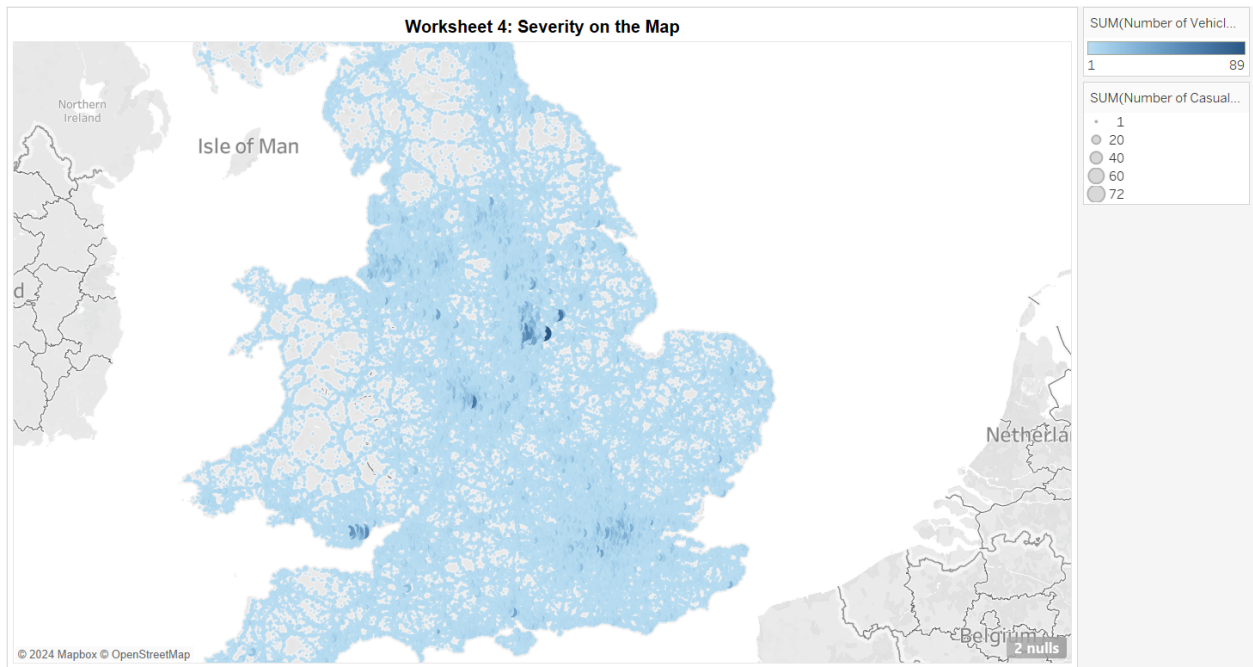 Worksheet 4: Severity on the Map
SUM(Number of Vehicl...
1 89
SUM(Number of Casual...
1
20
40
60
72
Northern
Ireland
Isle of Man
d
Netherla
Belgium
2 nulls
© 2024 Mapbox © OpenStreetMap